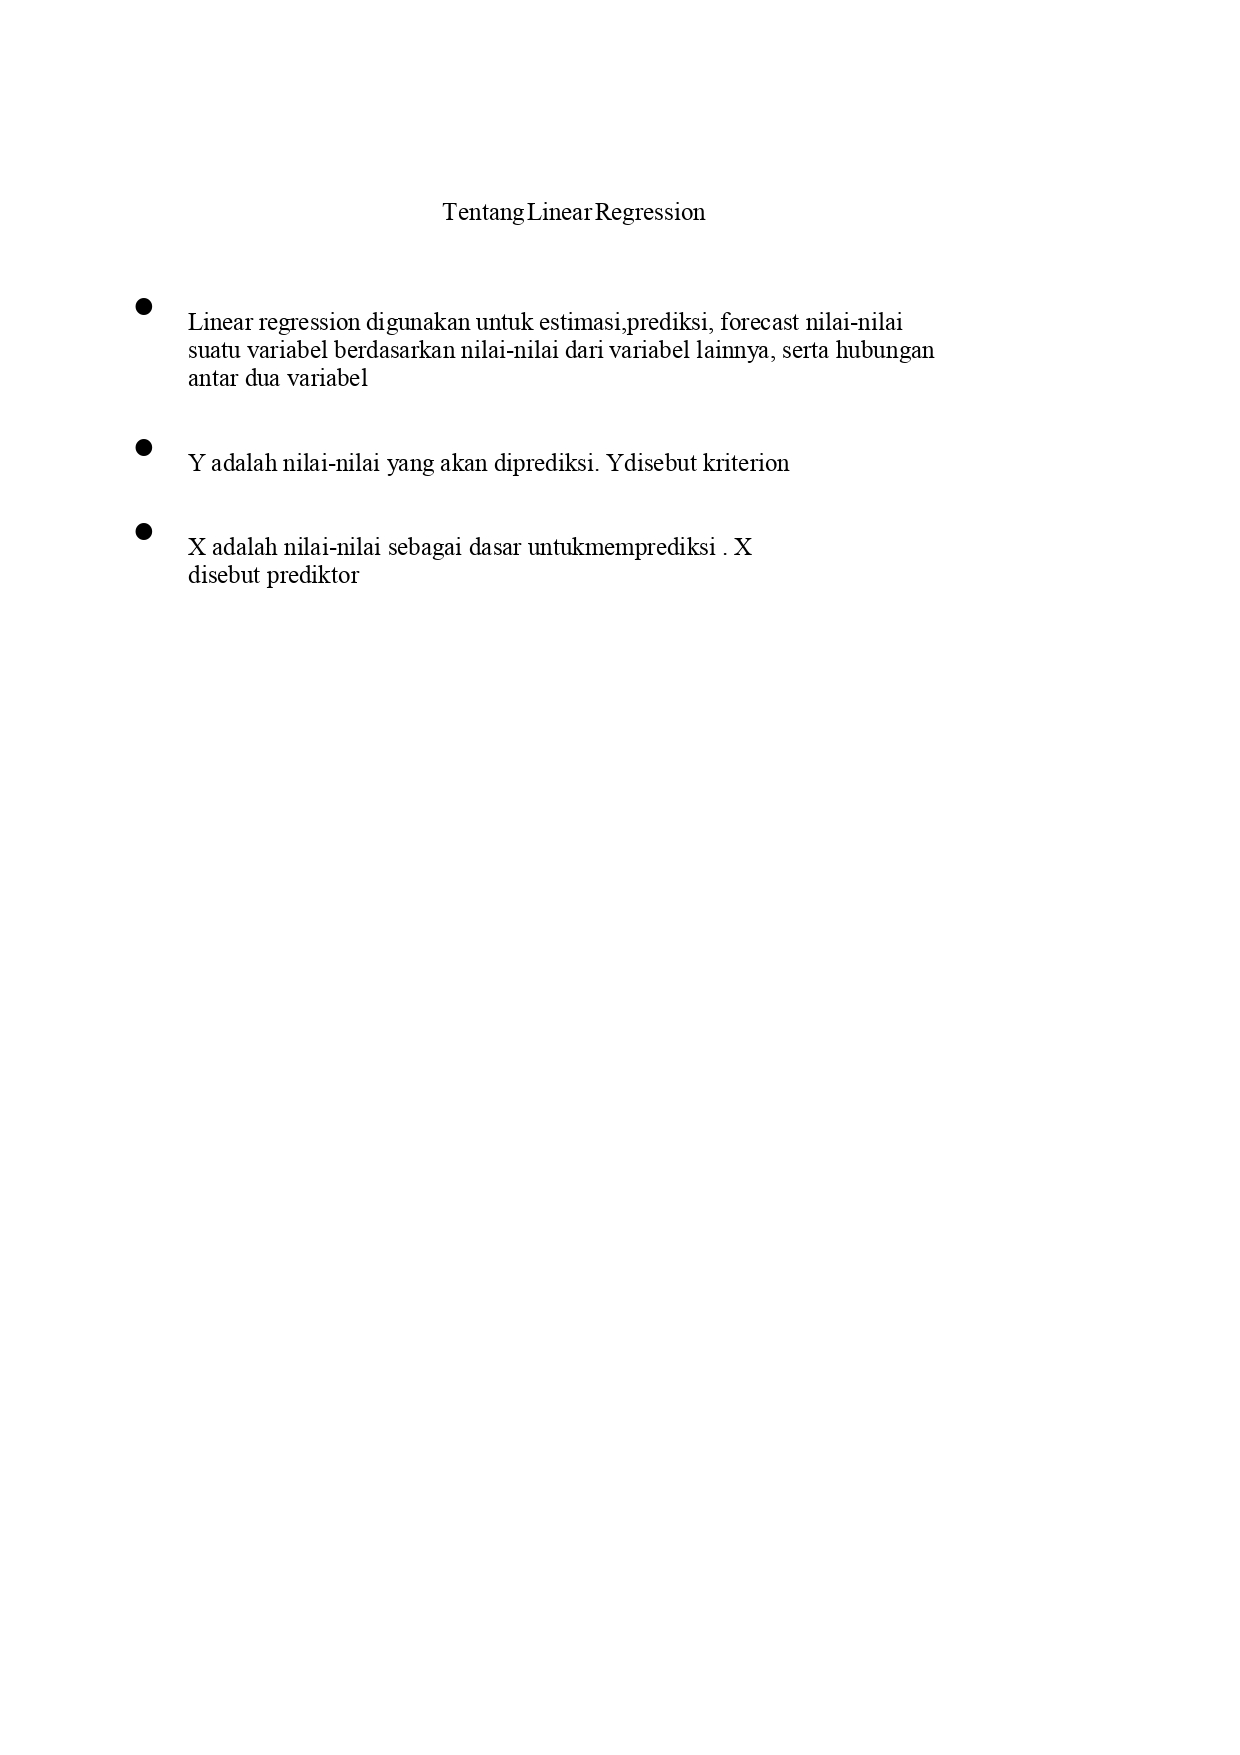 Tentang Linear Regression
● Linear regression digunakan untuk estimasi,prediksi, forecast nilai-nilai
suatu variabel berdasarkan nilai-nilai dari variabel lainnya, serta hubungan
antar dua variabel
● Y adalah nilai-nilai yang akan diprediksi. Ydisebut kriterion
● X adalah nilai-nilai sebagai dasar untukmemprediksi . X
disebut prediktor